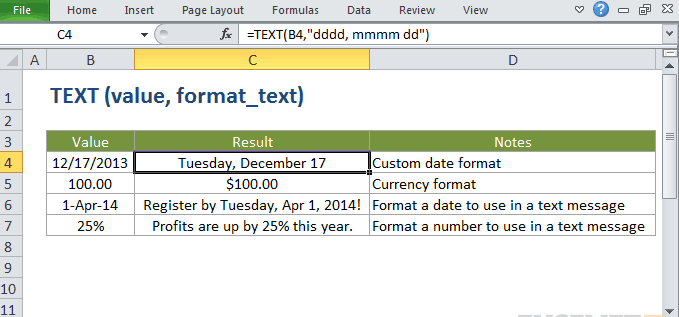 File Home Insert Page Layout Formulas Data Review View
C4 fx =TEXT(B4,"dddd, mmmm dd")
A B C D
1 TEXT (value, format_text)
2
3 Value Result Notes
4 12/17/2013 Tuesday, December 17 Custom date format
5 100.00 $100.00 Currency format
6 1-Apr-14 Register by Tuesday, Apr 1, 2014! Format a date to use in a text message
7 25% Profits are up by 25% this year. Format a number to use in a text message
8
9
10
11